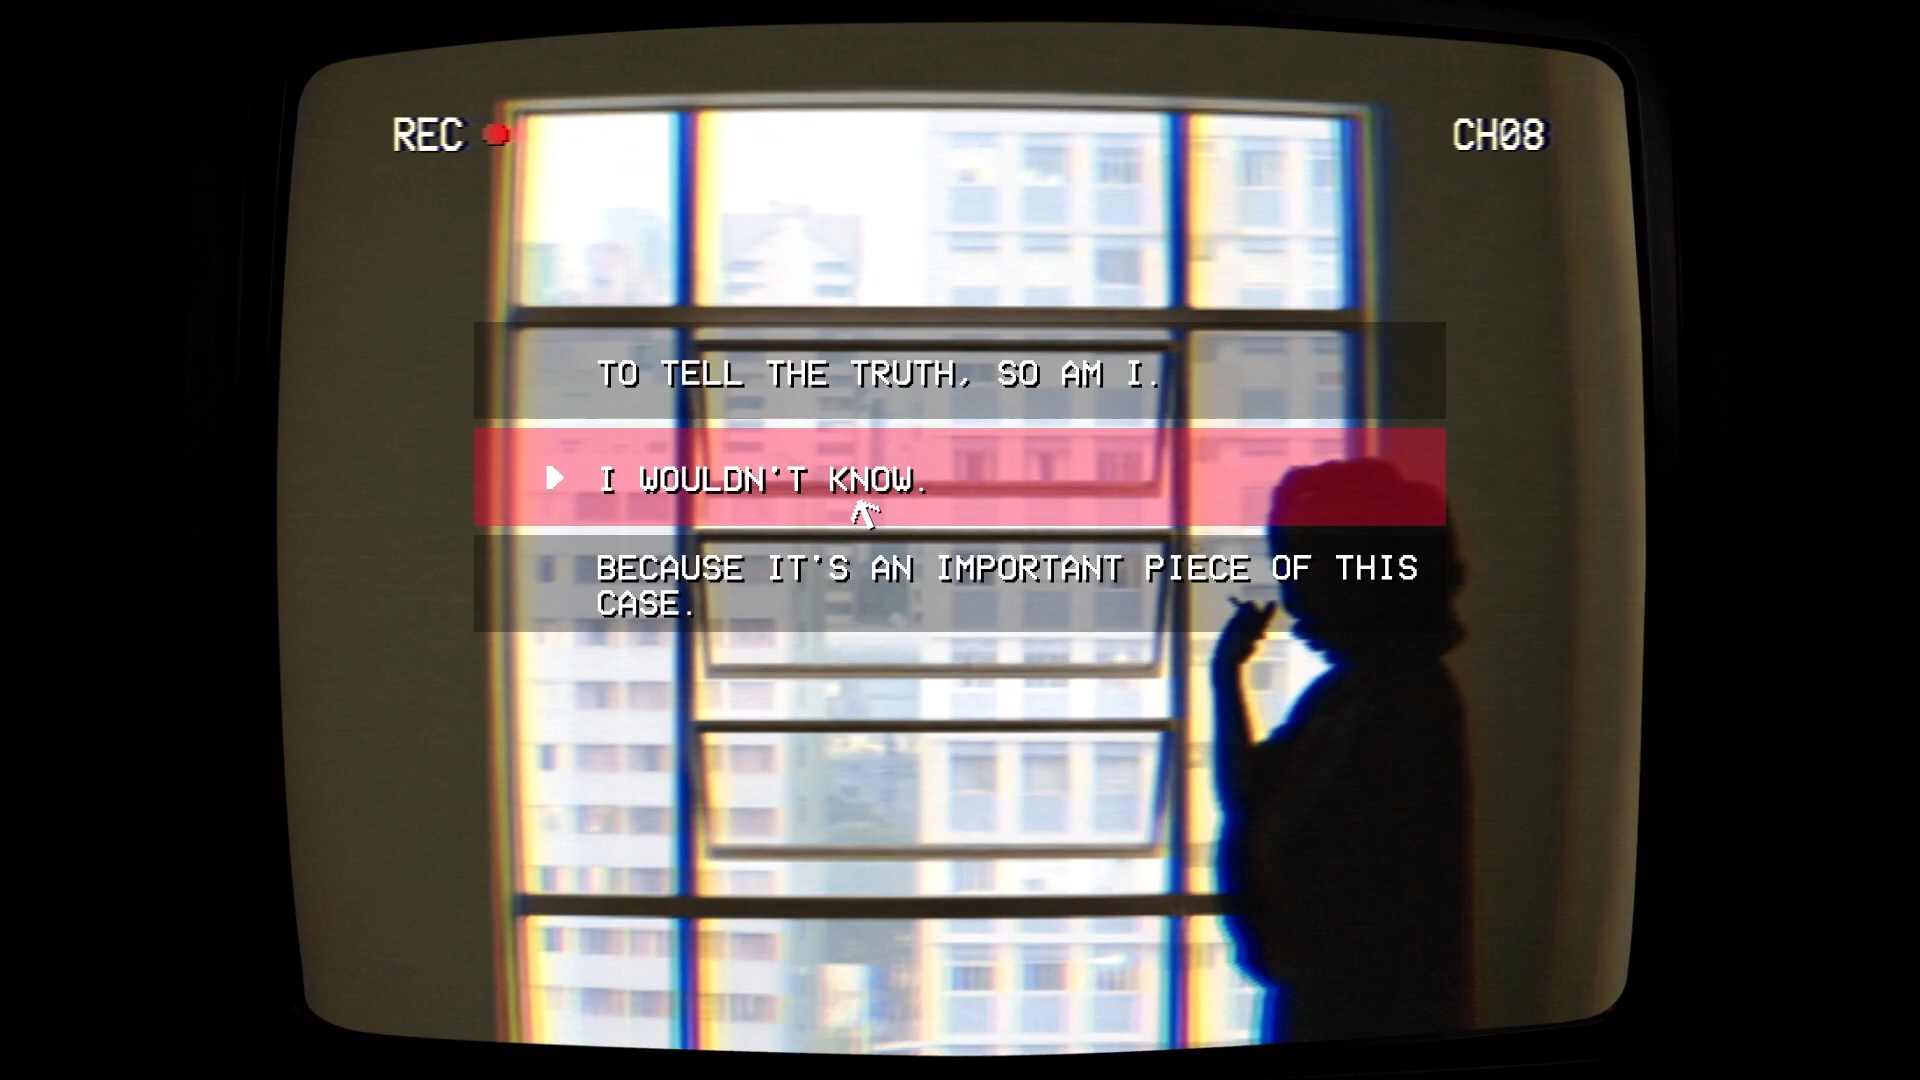 REC
CH08
TO TELL THE TRUTH, SO AM I.
I WOULDN'T KNOW.
BECAUSE IT'S AN IMPORTANT PIECE OF THIS
CASE.